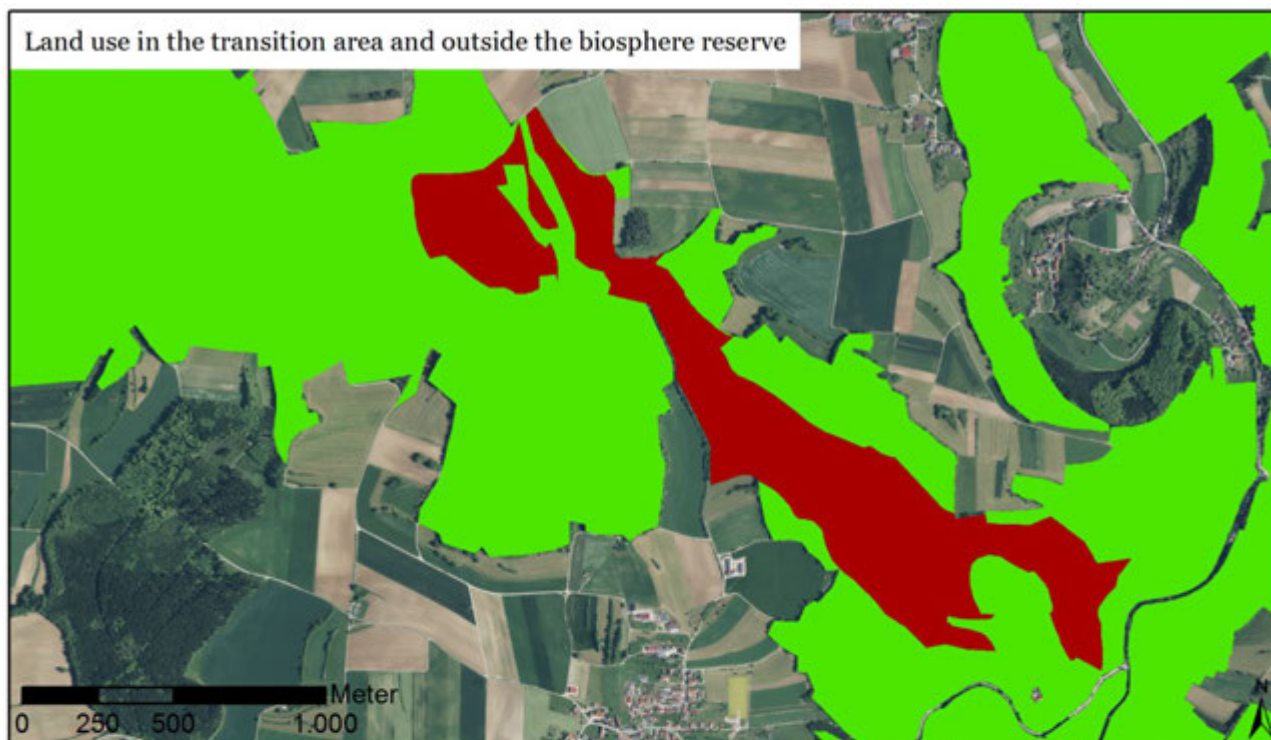 Land use in the transition area and outside the biosphere reserve
Meter
0 250 500 1.000
N